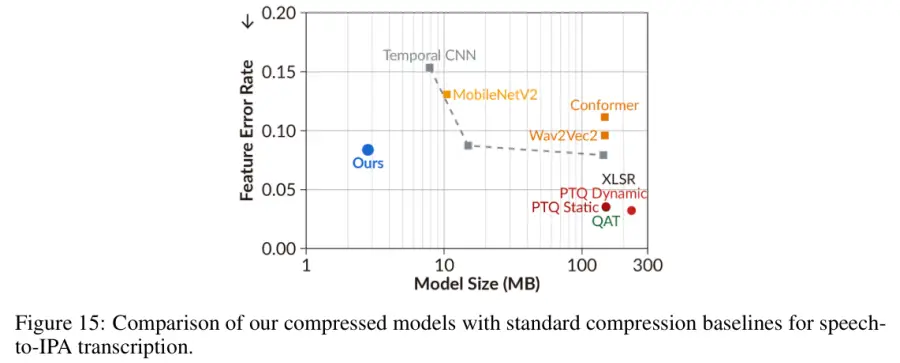 Feature Error Rate ↓
0.20
0.15
0.10
0.05
0.00
Temporal CNN
MobileNetV2
Conformer
Wav2Vec2
Ours
XLSR
PTQ Dynamic
PTQ Static
QAT
1
10
100
300
Model Size (MB)
Figure 15: Comparison of our compressed models with standard compression baselines for speech-
to-IPA transcription.